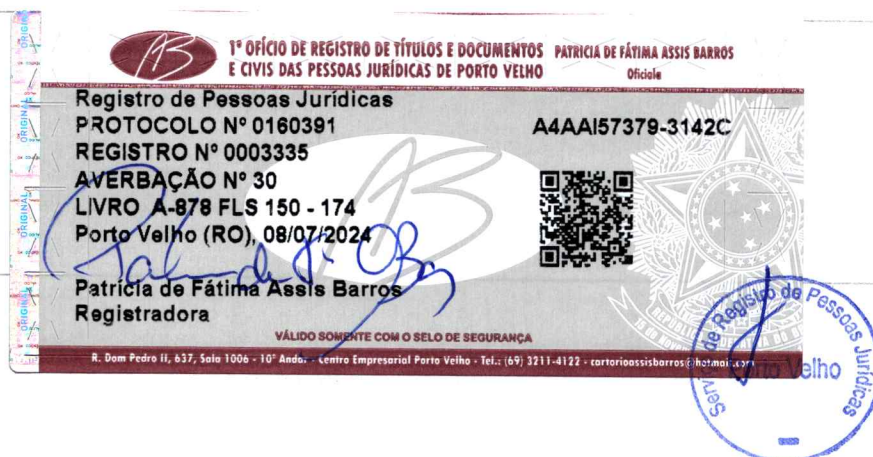 1º OFÍCIO DE REGISTRO DE TÍTULOS E DOCUMENTOS
E CIVIS DAS PESSOAS JURÍDICAS DE PORTO VELHO
PATRICIA DE FÁTIMA ASSIS BARROS
Oficiala
Registro de Pessoas Jurídicas
PROTOCOLO Nº 0160391
A4AAI57379-3142C
REGISTRO Nº 0003335
AVERBAÇÃO Nº 30
LIVRO A-878 FLS 150 - 174
Porto Velho (RO), 08/07/2024
Patrícia de Fátima Assis Barros
Registradora
VÁLIDO SOMENTE COM O SELO DE SEGURANÇA
R. Dom Pedro II, 637, Sala 1006 - 10º Andar - Centro Empresarial Porto Velho - Tel.: (69) 3211-4122 - cartorioassisbarros@hotmail.com
de Registro de Pessoas Jurídicas
Porto Velho
ORIGINAL
ORIGINAL
ORIGINAL
ORIGINAL